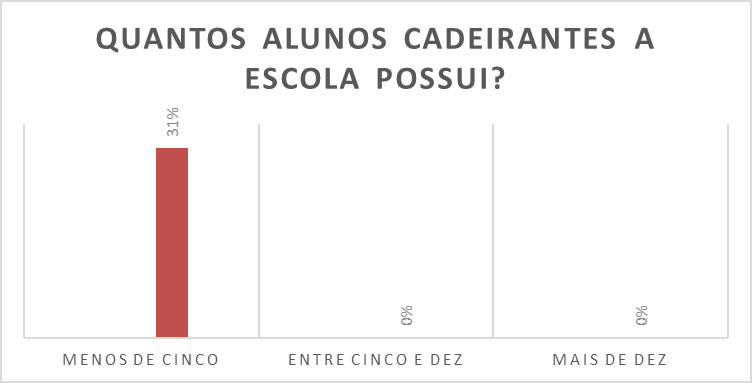 QUANTOS ALUNOS CADEIRANTES A
ESCOLA POSSUI?
31%
0%
0%
MENOS DE CINCO
ENTRE CINCO E DEZ
MAIS DE DEZ